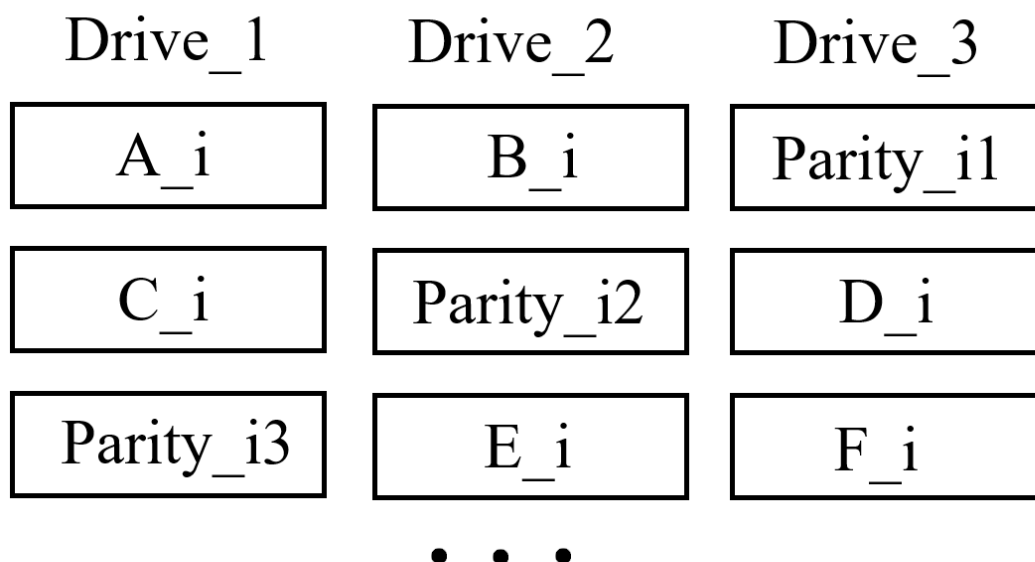 Drive_1 Drive_2 Drive_3
A_i B_i Parity_i1
C_i Parity_i2 D_i
Parity_i3 E_i F_i
. . .